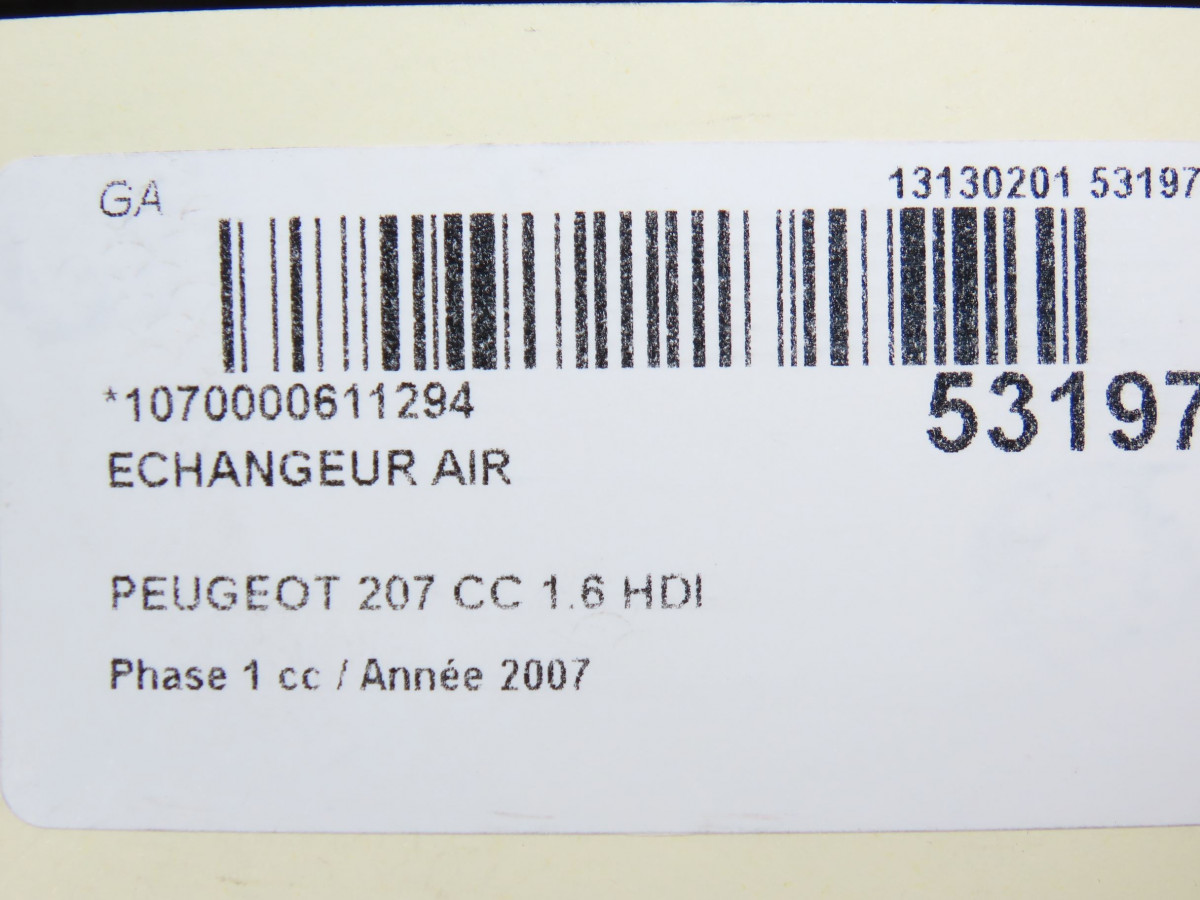 GA
13130201 53197
*1070000611294
53197
ECHANGEUR AIR
PEUGEOT 207 CC 1.6 HDI
Phase 1 cc / Année 2007